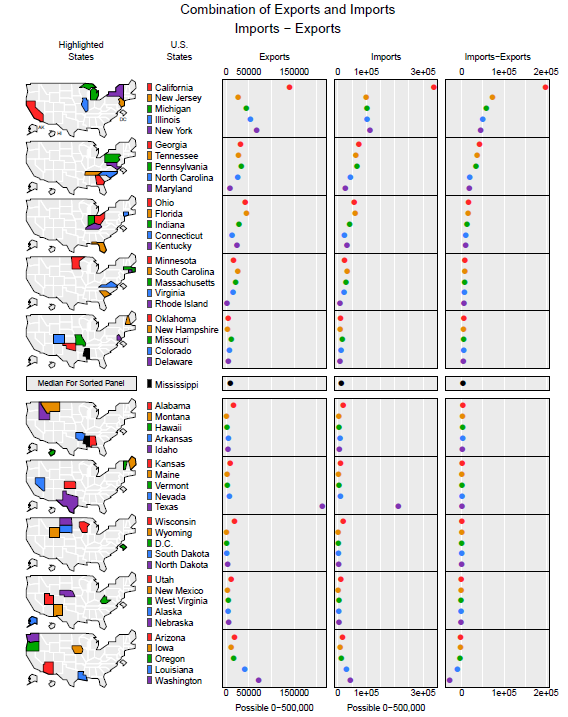 Combination of Exports and Imports
Imports − Exports
Highlighted States
U.S. States
Exports
Imports
Imports−Exports
0 50000 150000
0 1e+05 3e+05
0 1e+05 2e+05
AK HI DC
California
New Jersey
Michigan
Illinois
New York
Georgia
Tennessee
Pennsylvania
North Carolina
Maryland
Ohio
Florida
Indiana
Connecticut
Kentucky
Minnesota
South Carolina
Massachusetts
Virginia
Rhode Island
Oklahoma
New Hampshire
Missouri
Colorado
Delaware
Median For Sorted Panel
Mississippi
Alabama
Montana
Hawaii
Arkansas
Idaho
Kansas
Maine
Vermont
Nevada
Texas
Wisconsin
Wyoming
D.C.
South Dakota
North Dakota
Utah
New Mexico
West Virginia
Alaska
Nebraska
Arizona
Iowa
Oregon
Louisiana
Washington
0 50000 150000
0 1e+05 3e+05
0 1e+05 2e+05
Possible 0−500,000
Possible 0−500,000